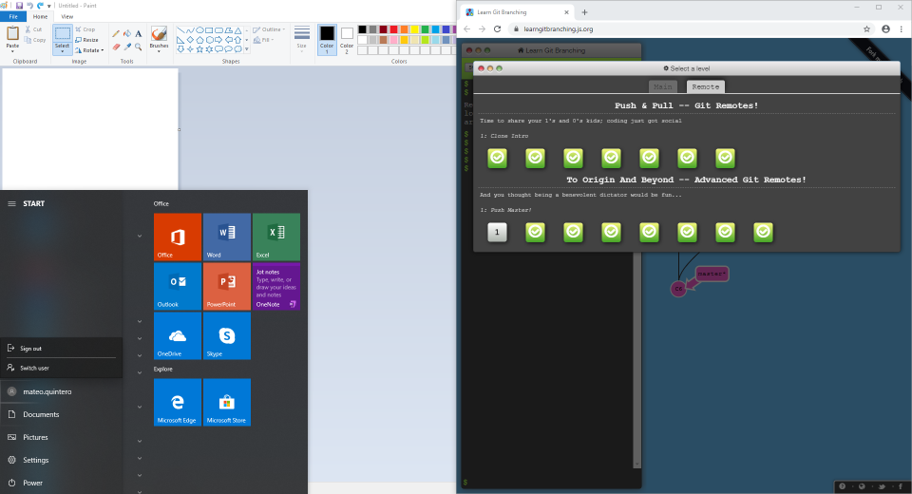 Untitled - Paint
File
Home
View
Paste
Cut
Copy
Clipboard
Select
Crop
Resize
Rotate
Image
Tools
Brushes
Shapes
Outline
Fill
Size
Color 1
Color 2
Colors
START
Office
Office
Word
Excel
Outlook
PowerPoint
Jot notes
Type, write, or draw your ideas and notes
OneNote
OneDrive
Skype
Explore
Microsoft Edge
Microsoft Store
Sign out
Switch user
mateo.quintero
Documents
Pictures
Settings
Power
Learn Git Branching
learngitbranching.js.org
Learn Git Branching
Select a level
Main
Remote
Push & Pull -- Git Remotes!
Time to share your 1's and 0's kids; coding just got social
1: Clone Intro
To Origin And Beyond -- Advanced Git Remotes!
And you thought being a benevolent dictator would be fun...
1: Push Master!
1
master*